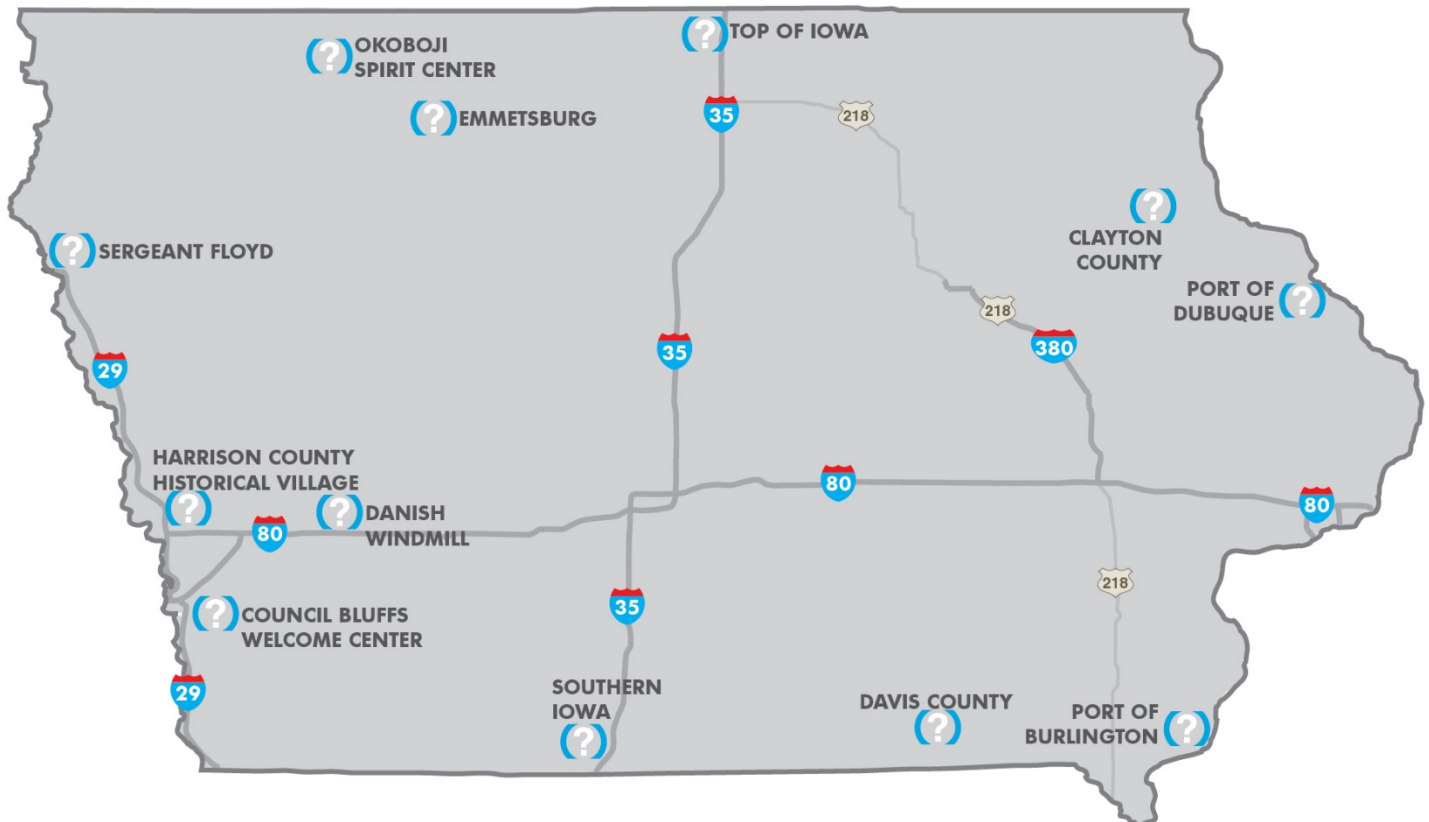 ?
OKOBOJI
SPIRIT CENTER
?
TOP OF IOWA
?
EMMETSBURG
35
218
?
CLAYTON
COUNTY
?
SERGEANT FLOYD
PORT OF
DUBUQUE
?
218
29
35
380
HARRISON COUNTY
HISTORICAL VILLAGE
?
?
DANISH
WINDMILL
80
80
80
?
COUNCIL BLUFFS
WELCOME CENTER
35
218
29
SOUTHERN
IOWA
?
DAVIS COUNTY
?
PORT OF
BURLINGTON
?